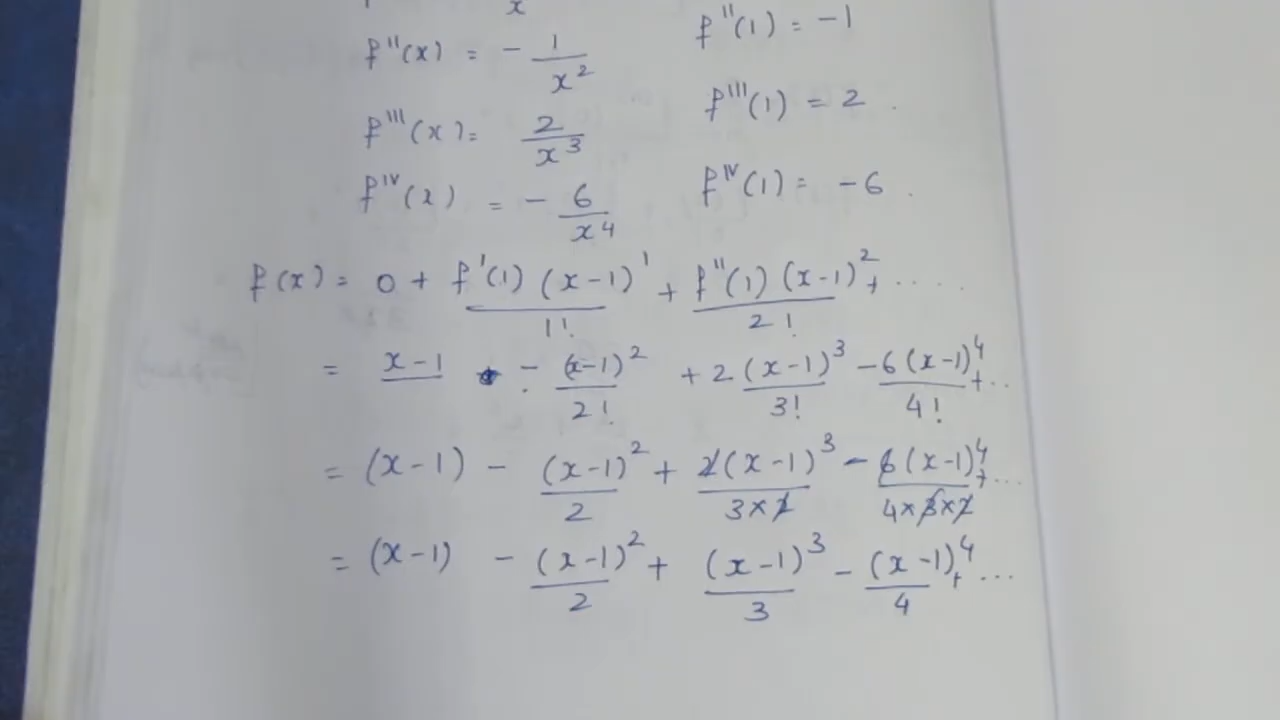 x
f''(x) = - 1/x² f''(1) = -1
f'''(x) = 2/x³ f'''(1) = 2 .
f^IV(x) = - 6/x⁴ f^IV(1) = -6 .
f(x) = 0 + f'(1) (x-1)'/1! + f''(1) (x-1)²/2! + .....
= x-1 - (x-1)²/2! + 2(x-1)³/3! - 6(x-1)⁴/4! + ..
= (x-1) - (x-1)²/2 + 2(x-1)³/3×2 - 6(x-1)⁴/4×3×2 + ...
= (x-1) - (x-1)²/2 + (x-1)³/3 - (x-1)⁴/4 + ...